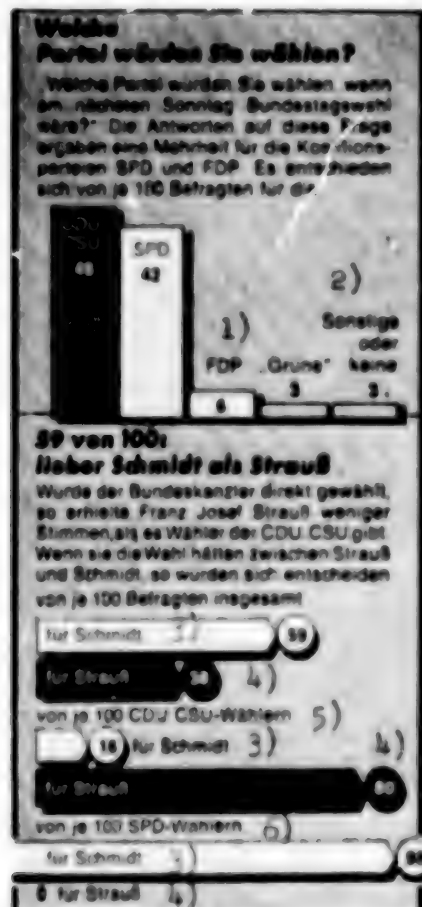 Welche
Partei würden Sie wählen?
„Welche Partei würden Sie wählen, wenn
am nächsten Sonntag Bundestagswahl
wäre?" Die Antworten auf diese Frage
ergaben eine Mehrheit für die Koalitions-
parteien SPD und FDP. Es entschieden
sich von je 100 Befragten für die
CDU
CSU
SPD
42
1)
2)
FDP
6
„Grüne"
3
Sonstige
oder
keine
3
59 von 100:
lieber Schmidt als Strauß
Würde der Bundeskanzler direkt gewählt,
so erhielte Franz Josef Strauß weniger
Stimmen, als es Wähler der CDU/CSU gibt.
Wenn sie die Wahl hätten zwischen Strauß
und Schmidt, so würden sich entscheiden
von je 100 Befragten insgesamt
für Schmidt 3) 59
für Strauß 38 4)
von je 100 CDU/CSU-Wählern 5)
für Schmidt 3)
für Strauß 4)
von je 100 SPD-Wählern 6)
für Schmidt
0 für Strauß 4)